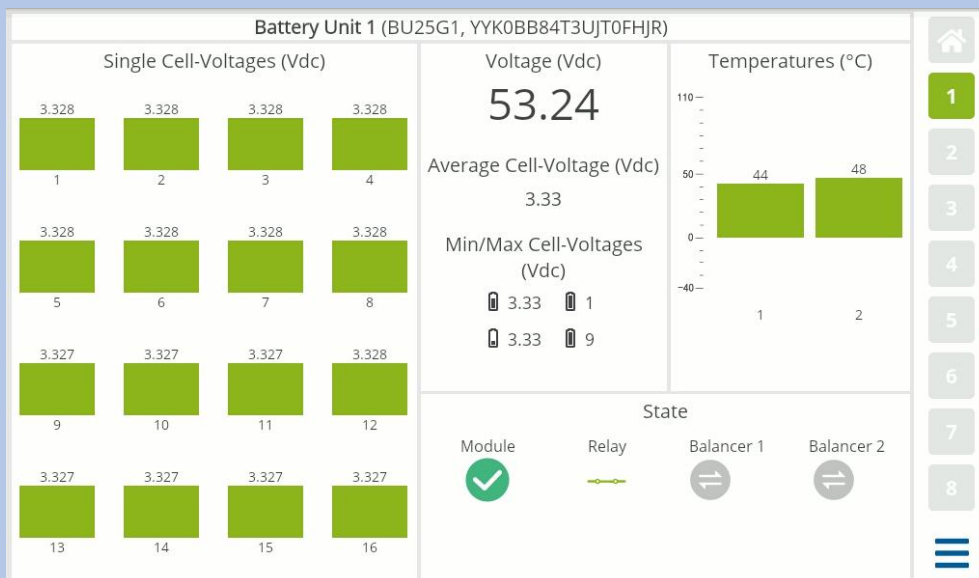 Battery Unit 1 (BU25G1, YYK0BB84T3UJT0FHJR)
Single Cell-Voltages (Vdc)
3.328 3.328 3.328 3.328
1 2 3 4
3.328 3.328 3.328 3.328
5 6 7 8
3.327 3.327 3.327 3.328
9 10 11 12
3.327 3.327 3.327 3.327
13 14 15 16
Voltage (Vdc)
53.24
Average Cell-Voltage (Vdc)
3.33
Min/Max Cell-Voltages
(Vdc)
3.33 1
3.33 9
Temperatures (°C)
110
50
0
-40
44 48
1 2
State
Module Relay Balancer 1 Balancer 2
1
2
3
4
5
6
7
8